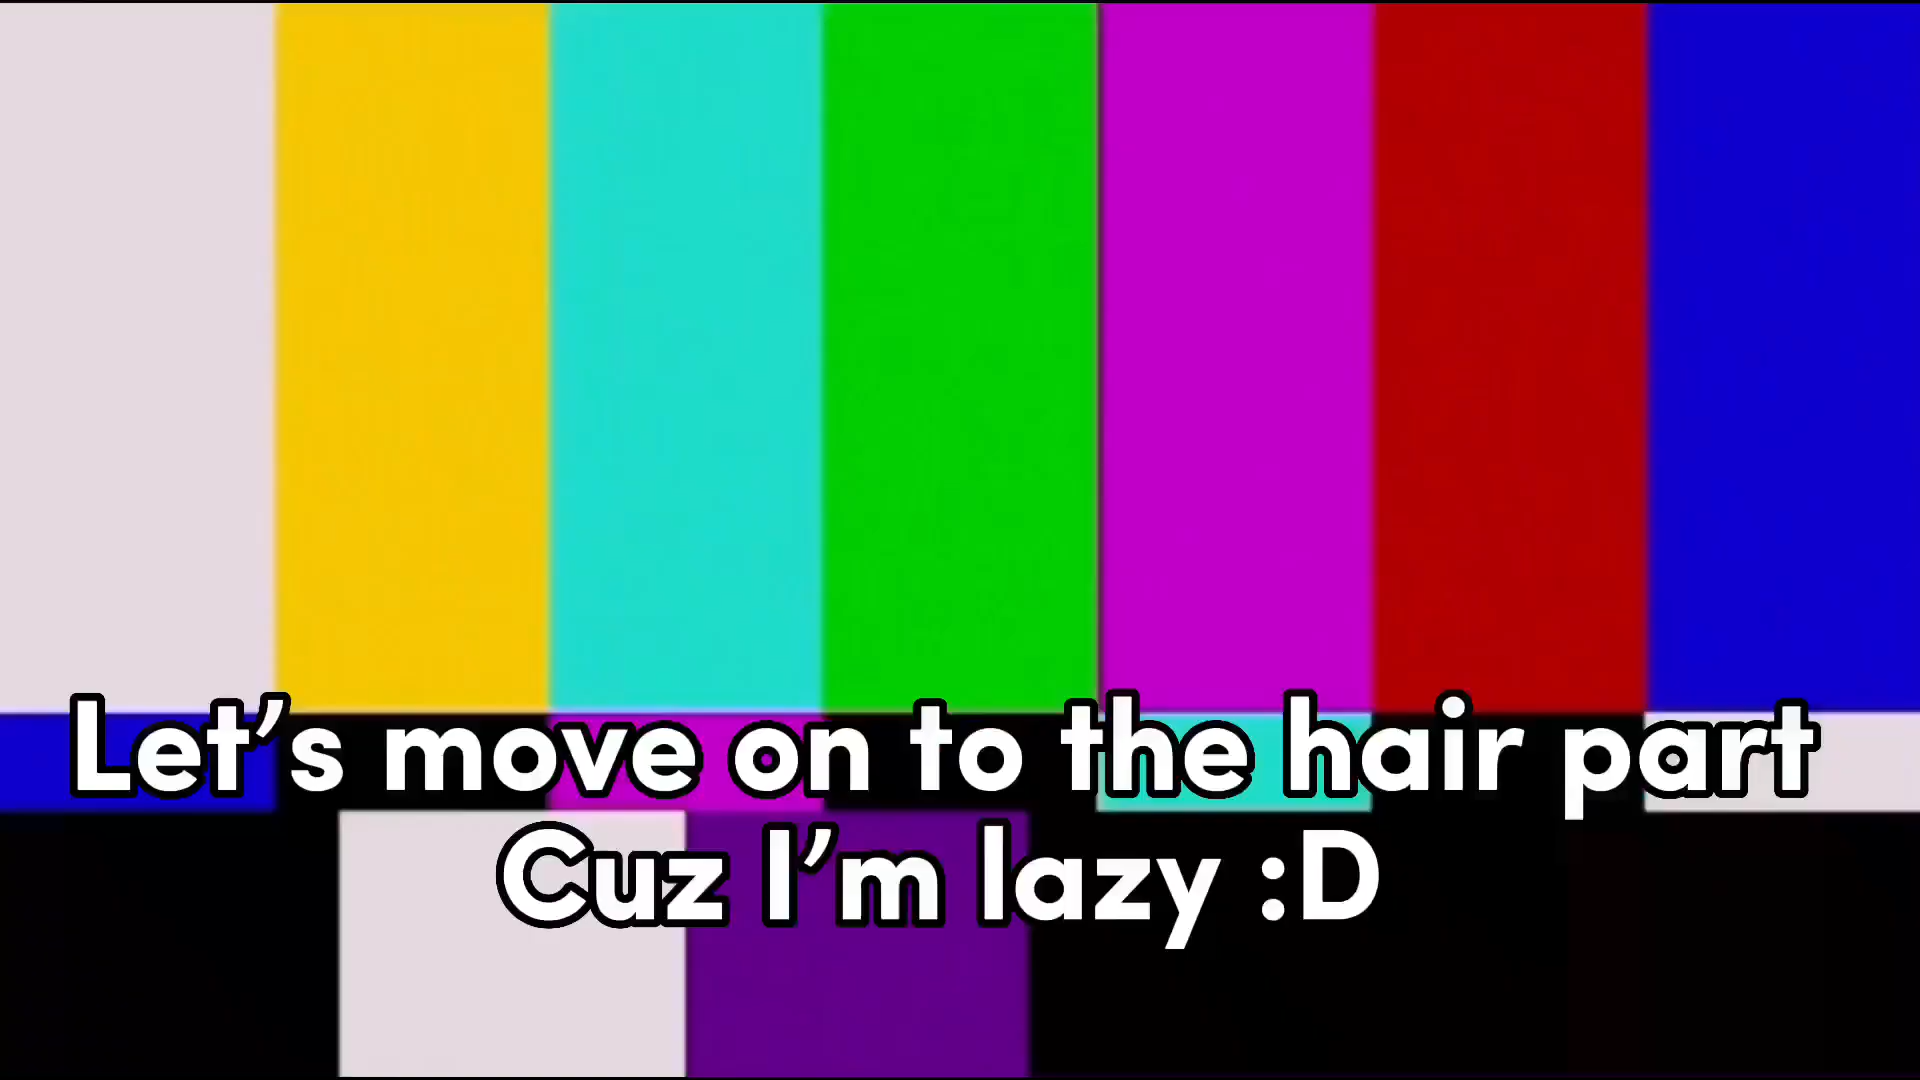 Let’s move on to the hair part
Cuz I’m lazy :D